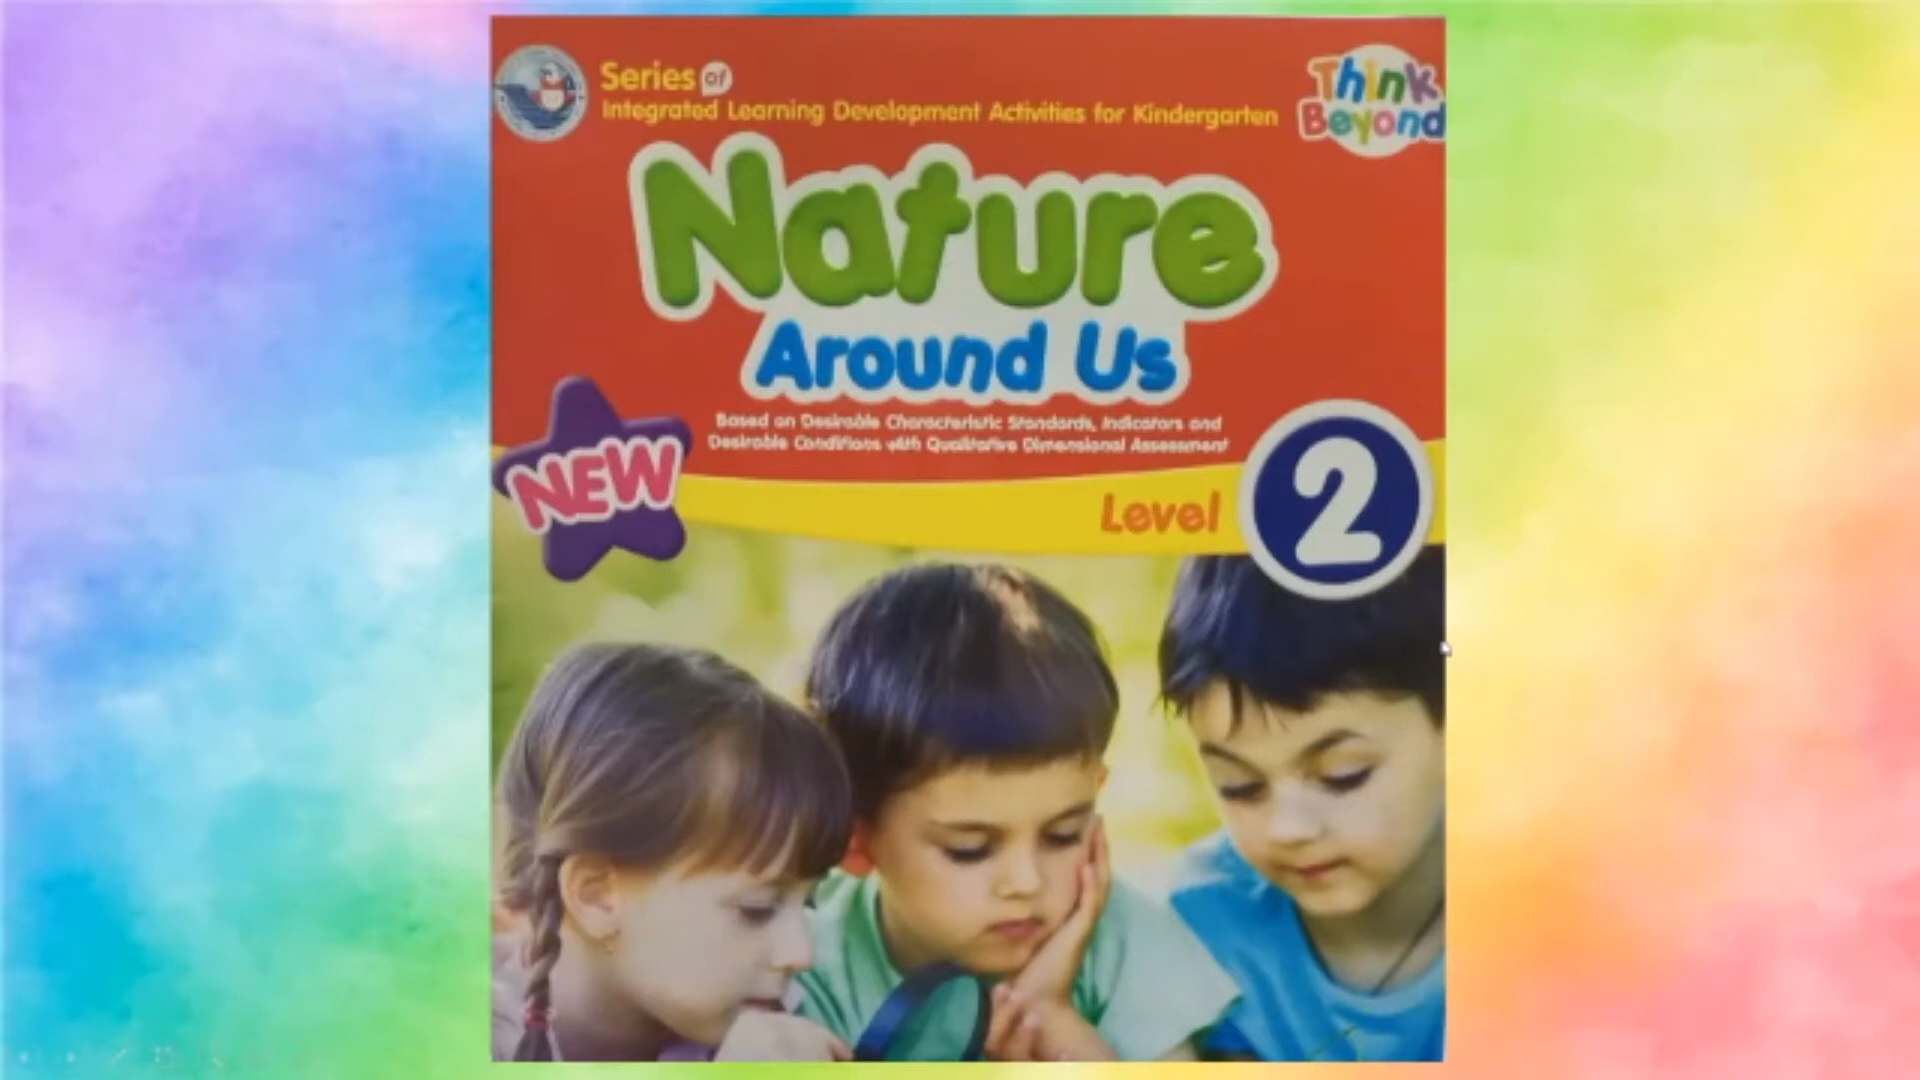 Series of
Integrated Learning Development Activities for Kindergarten
Think
Beyond
Nature
Around Us
Based on Desirable Characteristic Standards, Indicators and
Desirable Conditions with Qualitative Dimensional Assessment
NEW
Level 2